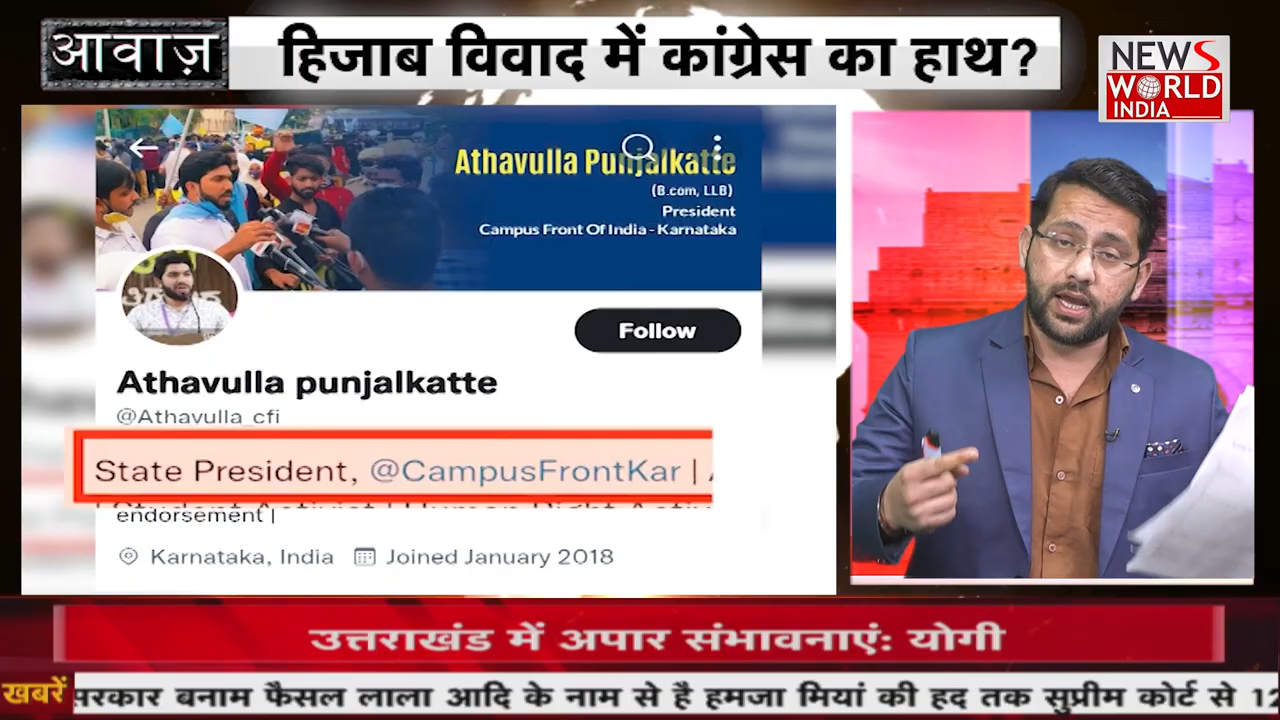 आवाज़
हिजाब विवाद में कांग्रेस का हाथ?
NEWS
WORLD
INDIA
Athavulla Punjalkatte
(B.com, LLB)
President
Campus Front Of India - Karnataka
Follow
Athavulla punjalkatte
@Athavulla_cfi
State President, @CampusFrontKar |
endorsement |
Karnataka, India Joined January 2018
उत्तराखंड में अपार संभावनाएं: योगी
खबरें सरकार बनाम फैसल लाला आदि के नाम से है हमजा मियां की हद तक सुप्रीम कोर्ट से 12